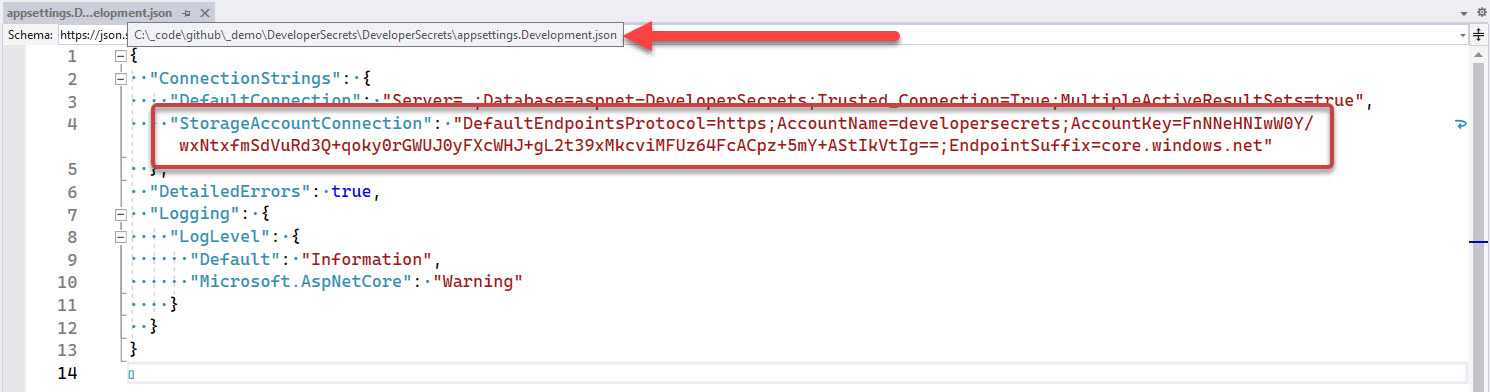 appsettings.D...elopment.json
Schema: https://json.s
C:\_code\github\_demo\DeveloperSecrets\DeveloperSecrets\appsettings.Development.json
1 {
2 "ConnectionStrings": {
3 "DefaultConnection": "Server=.;Database=aspnet-DeveloperSecrets;Trusted_Connection=True;MultipleActiveResultSets=true",
4 "StorageAccountConnection": "DefaultEndpointsProtocol=https;AccountName=developersecrets;AccountKey=FnNNeHNIwW0Y/
wxNtxfmSdVuRd3Q+qoky0rGWUJ0yFXcWHJ+gL2t39xMkcviMFUz64FcACpz+5mY+AStIkVtIg==;EndpointSuffix=core.windows.net"
5 },
6 "DetailedErrors": true,
7 "Logging": {
8 "LogLevel": {
9 "Default": "Information",
10 "Microsoft.AspNetCore": "Warning"
11 }
12 }
13 }
14